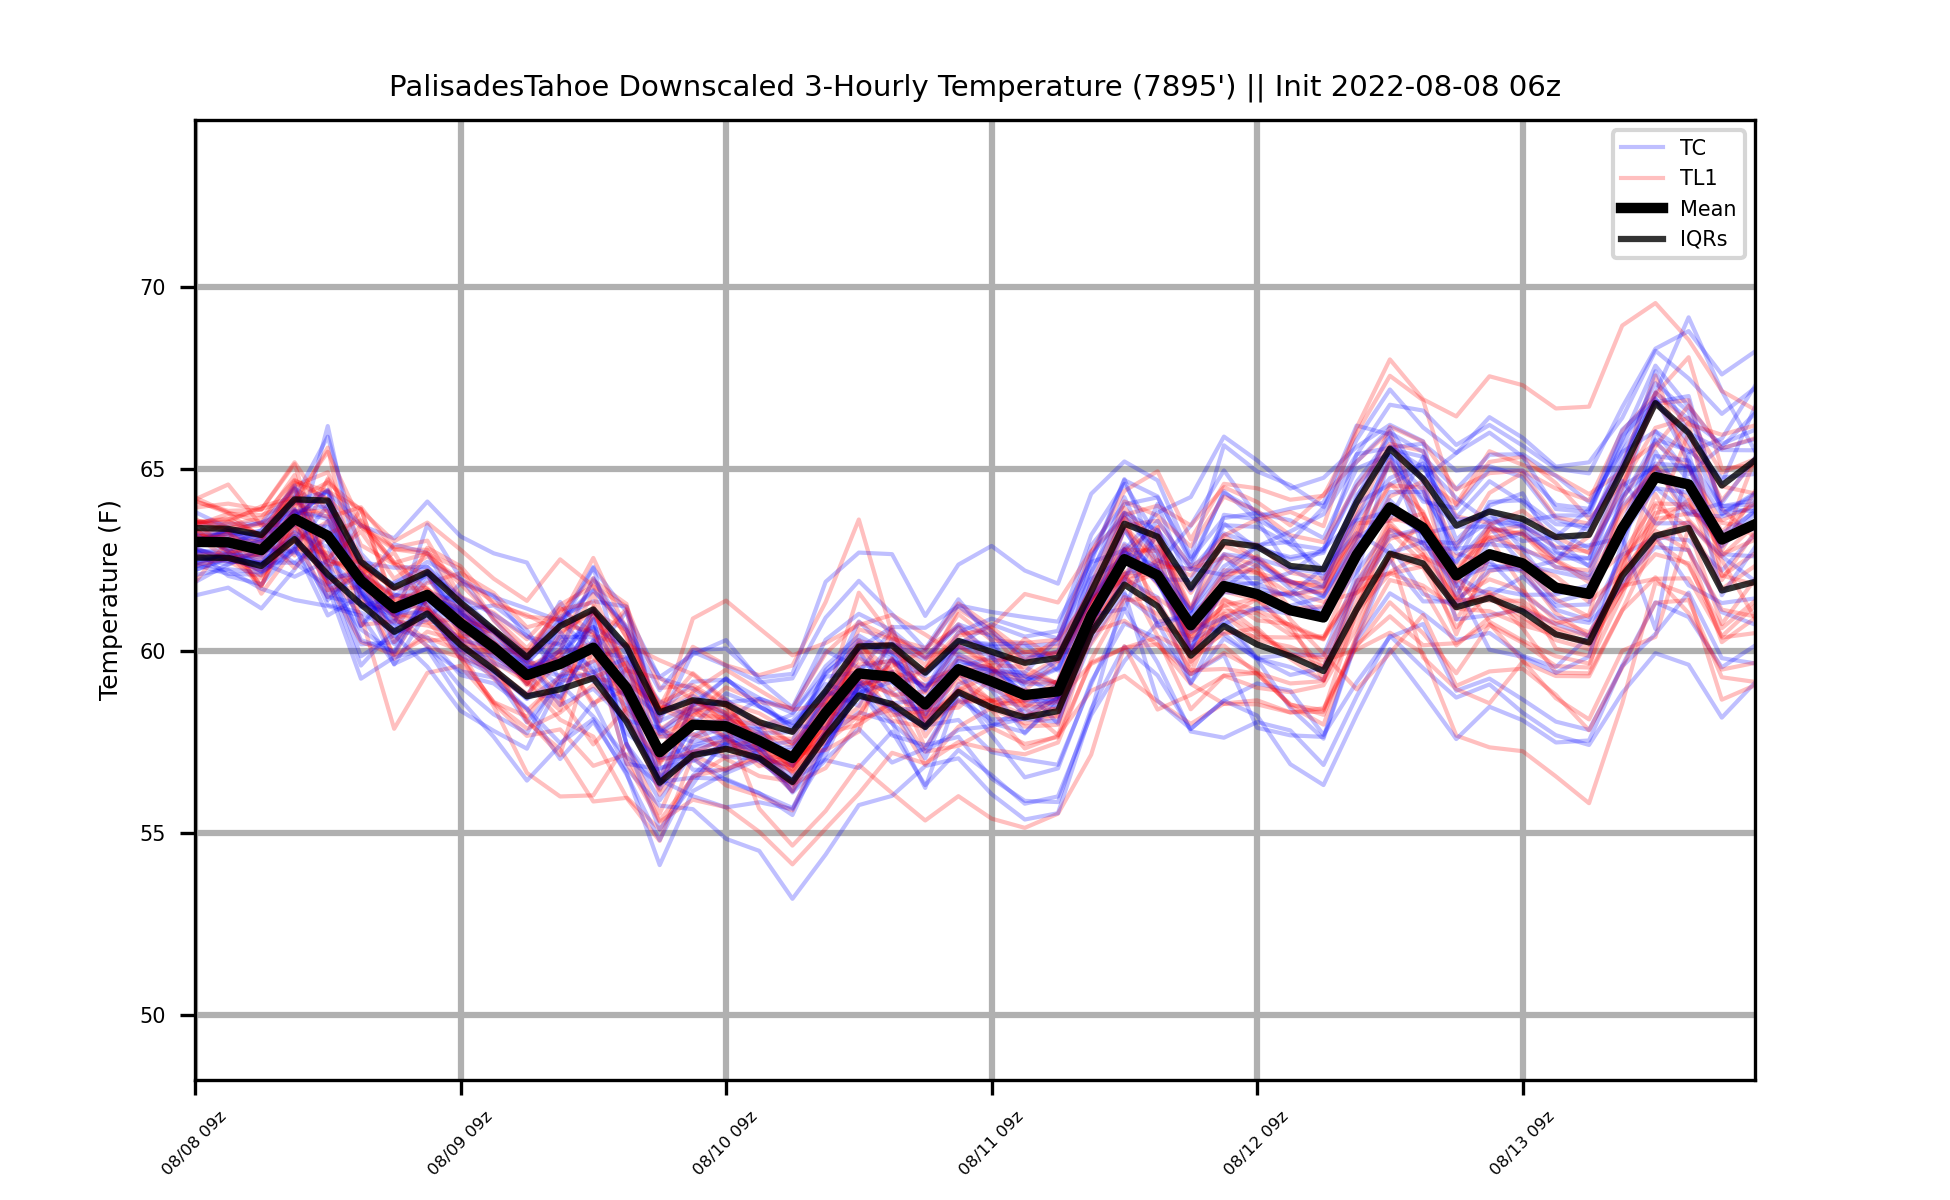 PalisadesTahoe Downscaled 3-Hourly Temperature (7895') || Init 2022-08-08 06z
TC
TL1
Mean
IQRs
Temperature (F)
70
65
60
55
50
08/08 09z
08/09 09z
08/10 09z
08/11 09z
08/12 09z
08/13 09z